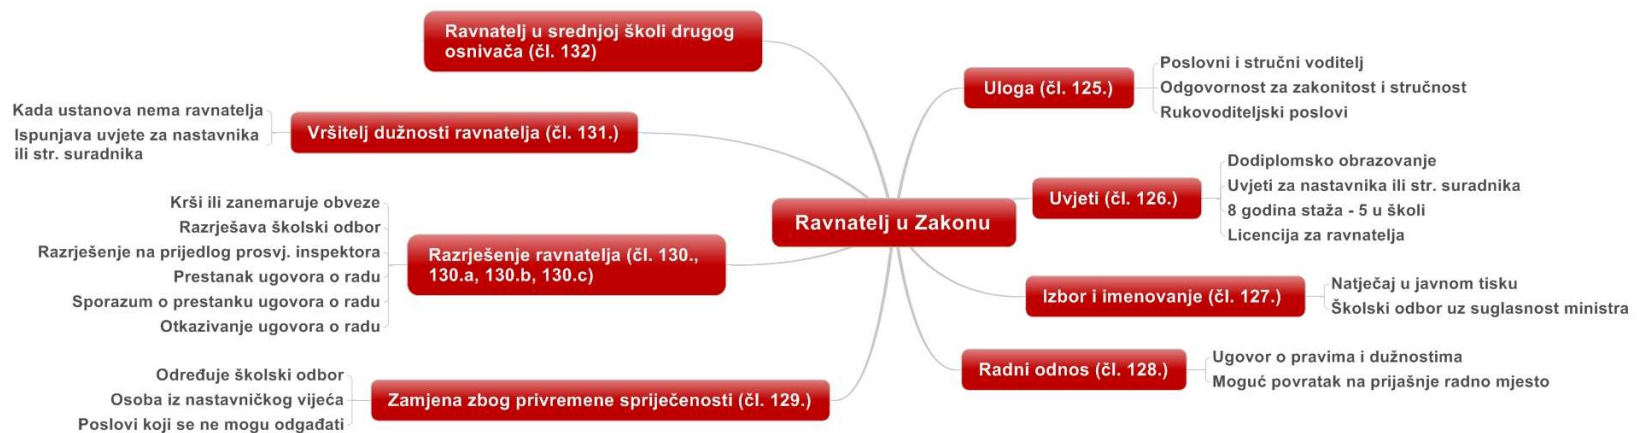 Ravnatelj u Zakonu
Uloga (čl. 125.)
Poslovni i stručni voditelj
Odgovornost za zakonitost i stručnost
Rukovoditeljski poslovi
Uvjeti (čl. 126.)
Dodiplomsko obrazovanje
Uvjeti za nastavnika ili str. suradnika
8 godina staža - 5 u školi
Licencija za ravnatelja
Izbor i imenovanje (čl. 127.)
Natječaj u javnom tisku
Školski odbor uz suglasnost ministra
Radni odnos (čl. 128.)
Ugovor o pravima i dužnostima
Moguć povratak na prijašnje radno mjesto
Zamjena zbog privremene spriječenosti (čl. 129.)
Određuje školski odbor
Osoba iz nastavničkog vijeća
Poslovi koji se ne mogu odgađati
Razrješenje ravnatelja (čl. 130.,
130.a, 130.b, 130.c)
Krši ili zanemaruje obveze
Razrješava školski odbor
Razrješenje na prijedlog prosvj. inspektora
Prestanak ugovora o radu
Sporazum o prestanku ugovora o radu
Otkazivanje ugovora o radu
Vršitelj dužnosti ravnatelja (čl. 131.)
Kada ustanova nema ravnatelja
Ispunjava uvjete za nastavnika
ili str. suradnika
Ravnatelj u srednjoj školi drugog
osnivača (čl. 132)